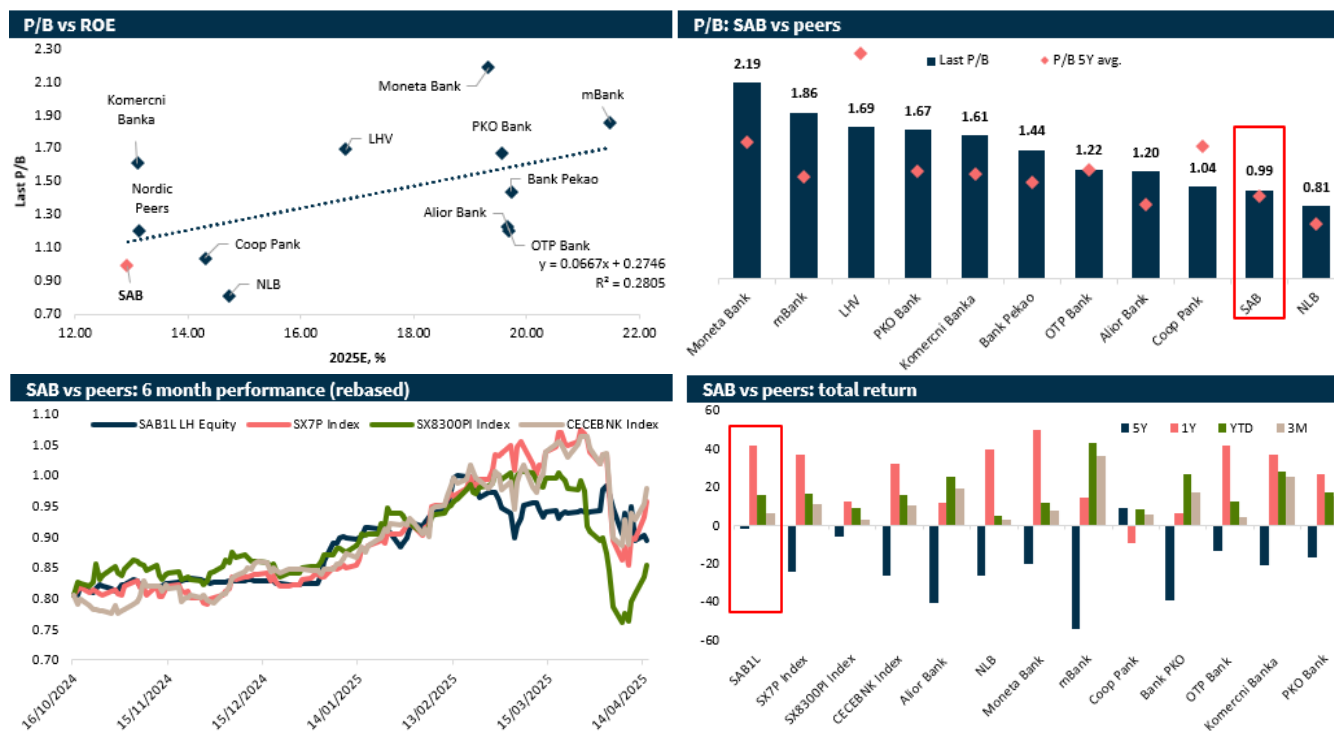 P/B vs ROE
2.30
2.10
1.90
1.70
1.50
1.30
1.10
0.90
0.70
Last P/B
Komercni
Banka
Nordic
Peers
SAB
Coop Pank
NLB
LHV
Moneta Bank
PKO Bank
mBank
Bank Pekao
Alior Bank
OTP Bank
y = 0.0667x + 0.2746
R² = 0.2805
12.00 14.00 16.00 18.00 20.00 22.00
2025E, %
P/B: SAB vs peers
Last P/B P/B 5Y avg.
2.19
1.86
1.69
1.67
1.61
1.44
1.22
1.20
1.04
0.99
0.81
Moneta Bank
mBank
LHV
PKO Bank
Komercni Banka
Bank Pekao
OTP Bank
Alior Bank
Coop Pank
SAB
NLB
SAB vs peers: 6 month performance (rebased)
SAB1L LH Equity SX7P Index SX8300PI Index CECEBNK Index
1.10
1.05
1.00
0.95
0.90
0.85
0.80
0.75
0.70
16/10/2024
15/11/2024
15/12/2024
14/01/2025
13/02/2025
15/03/2025
14/04/2025
SAB vs peers: total return
5Y 1Y YTD 3M
60
40
20
0
-20
-40
-60
SAB1L
SX7P Index
SX8300PI Index
CECEBNK Index
Alior Bank
NLB
Moneta Bank
mBank
Coop Pank
Bank PKO
OTP Bank
Komercni Banka
PKO Bank